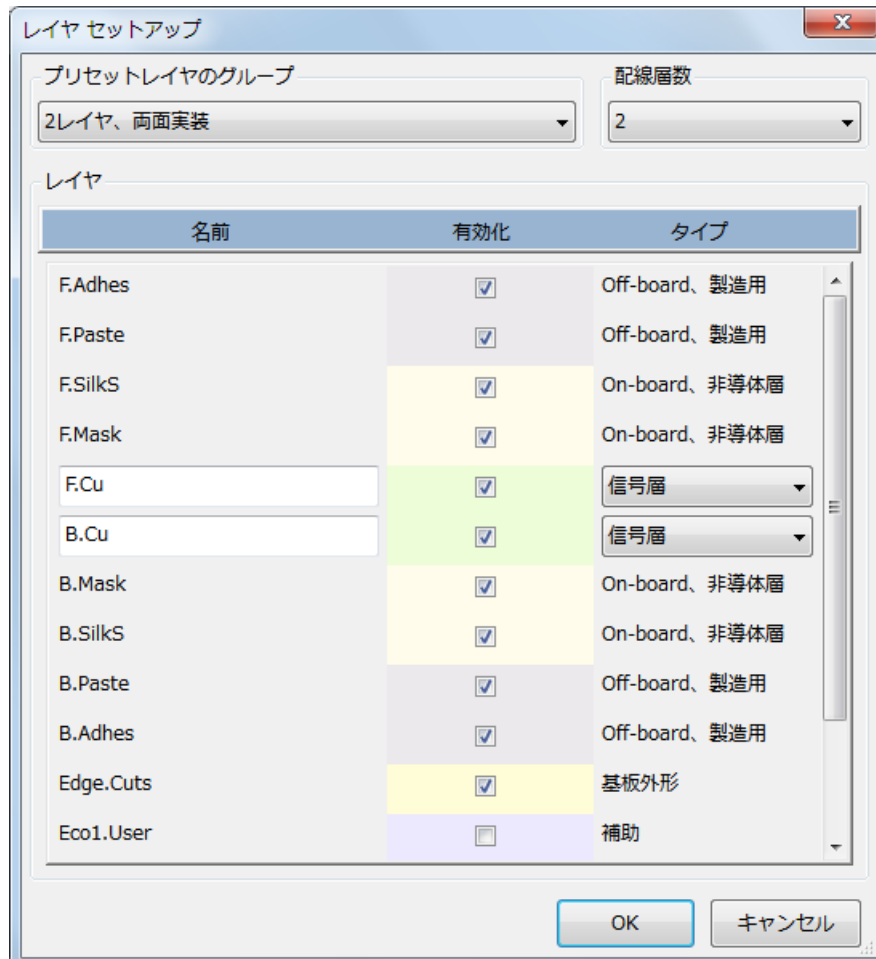 レイヤ セットアップ
プリセットレイヤのグループ 配線層数
2レイヤ、両面実装 2
レイヤ
名前 有効化 タイプ
F.Adhes Off-board、製造用
F.Paste Off-board、製造用
F.SilkS On-board、非導体層
F.Mask On-board、非導体層
F.Cu 信号層
B.Cu 信号層
B.Mask On-board、非導体層
B.SilkS On-board、非導体層
B.Paste Off-board、製造用
B.Adhes Off-board、製造用
Edge.Cuts 基板外形
Eco1.User 補助
OK キャンセル